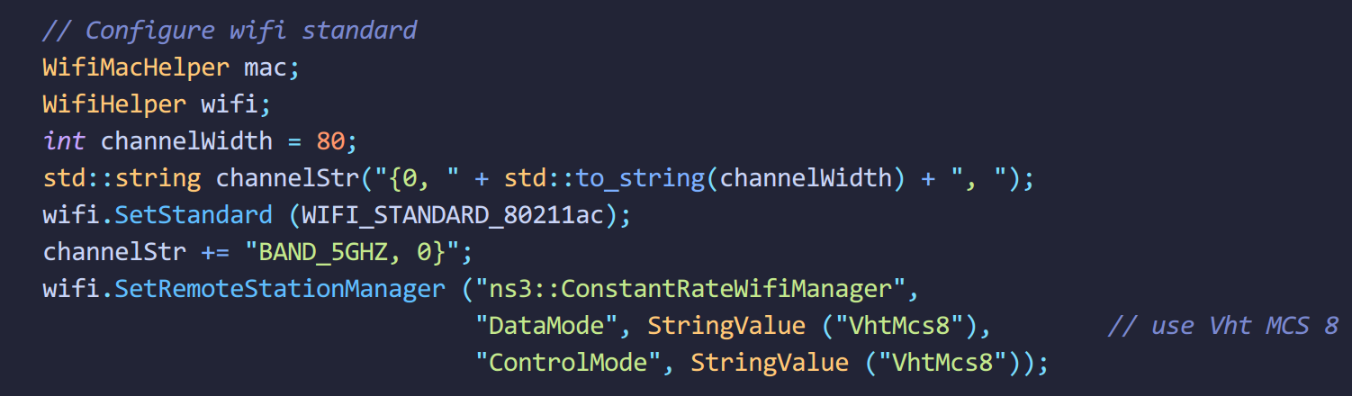 // Configure wifi standard
WifiMacHelper mac;
WifiHelper wifi;
int channelWidth = 80;
std::string channelStr("{0, " + std::to_string(channelWidth) + ", ");
wifi.SetStandard (WIFI_STANDARD_80211ac);
channelStr += "BAND_5GHZ, 0}";
wifi.SetRemoteStationManager ("ns3::ConstantRateWifiManager",
"DataMode", StringValue ("VhtMcs8"), // use Vht MCS 8
"ControlMode", StringValue ("VhtMcs8"));